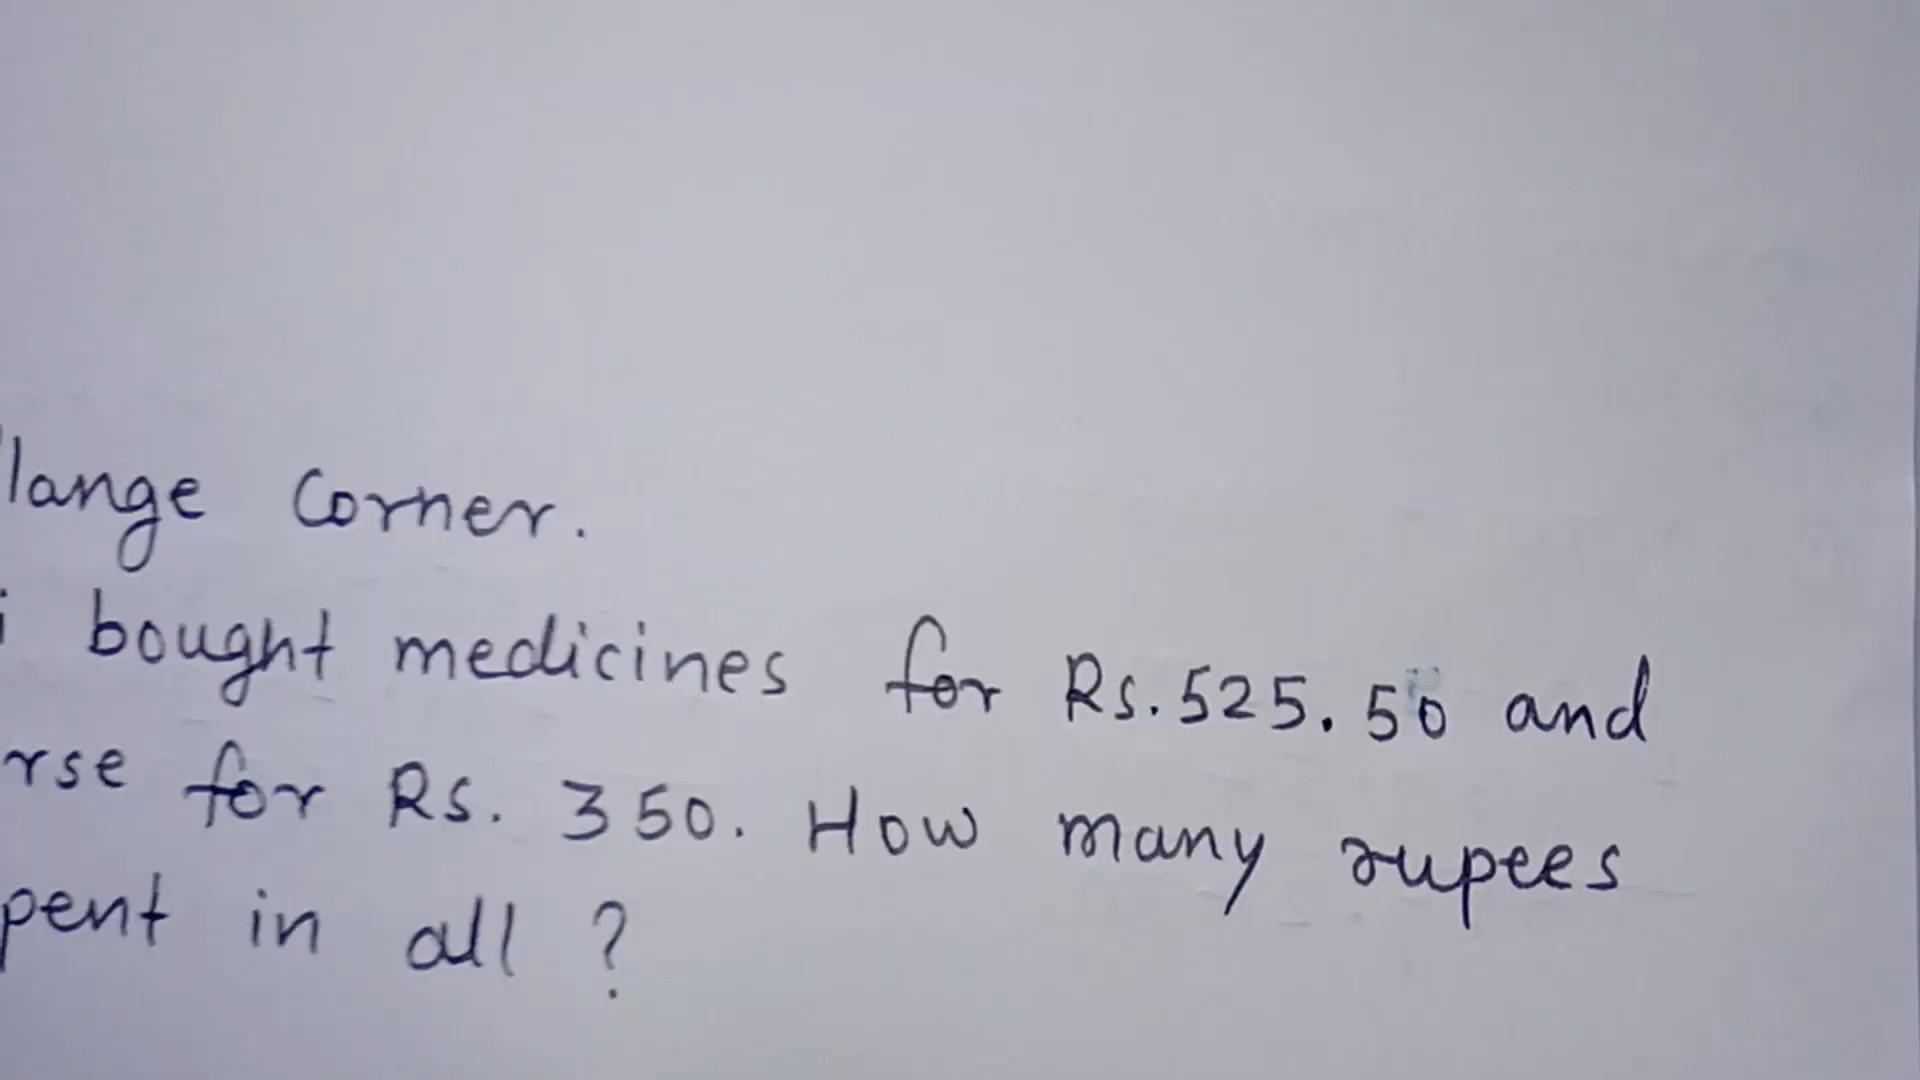 lange Corner.
i bought medicines for Rs.525.50 and
rse for Rs. 350. How many rupees
pent in all ?